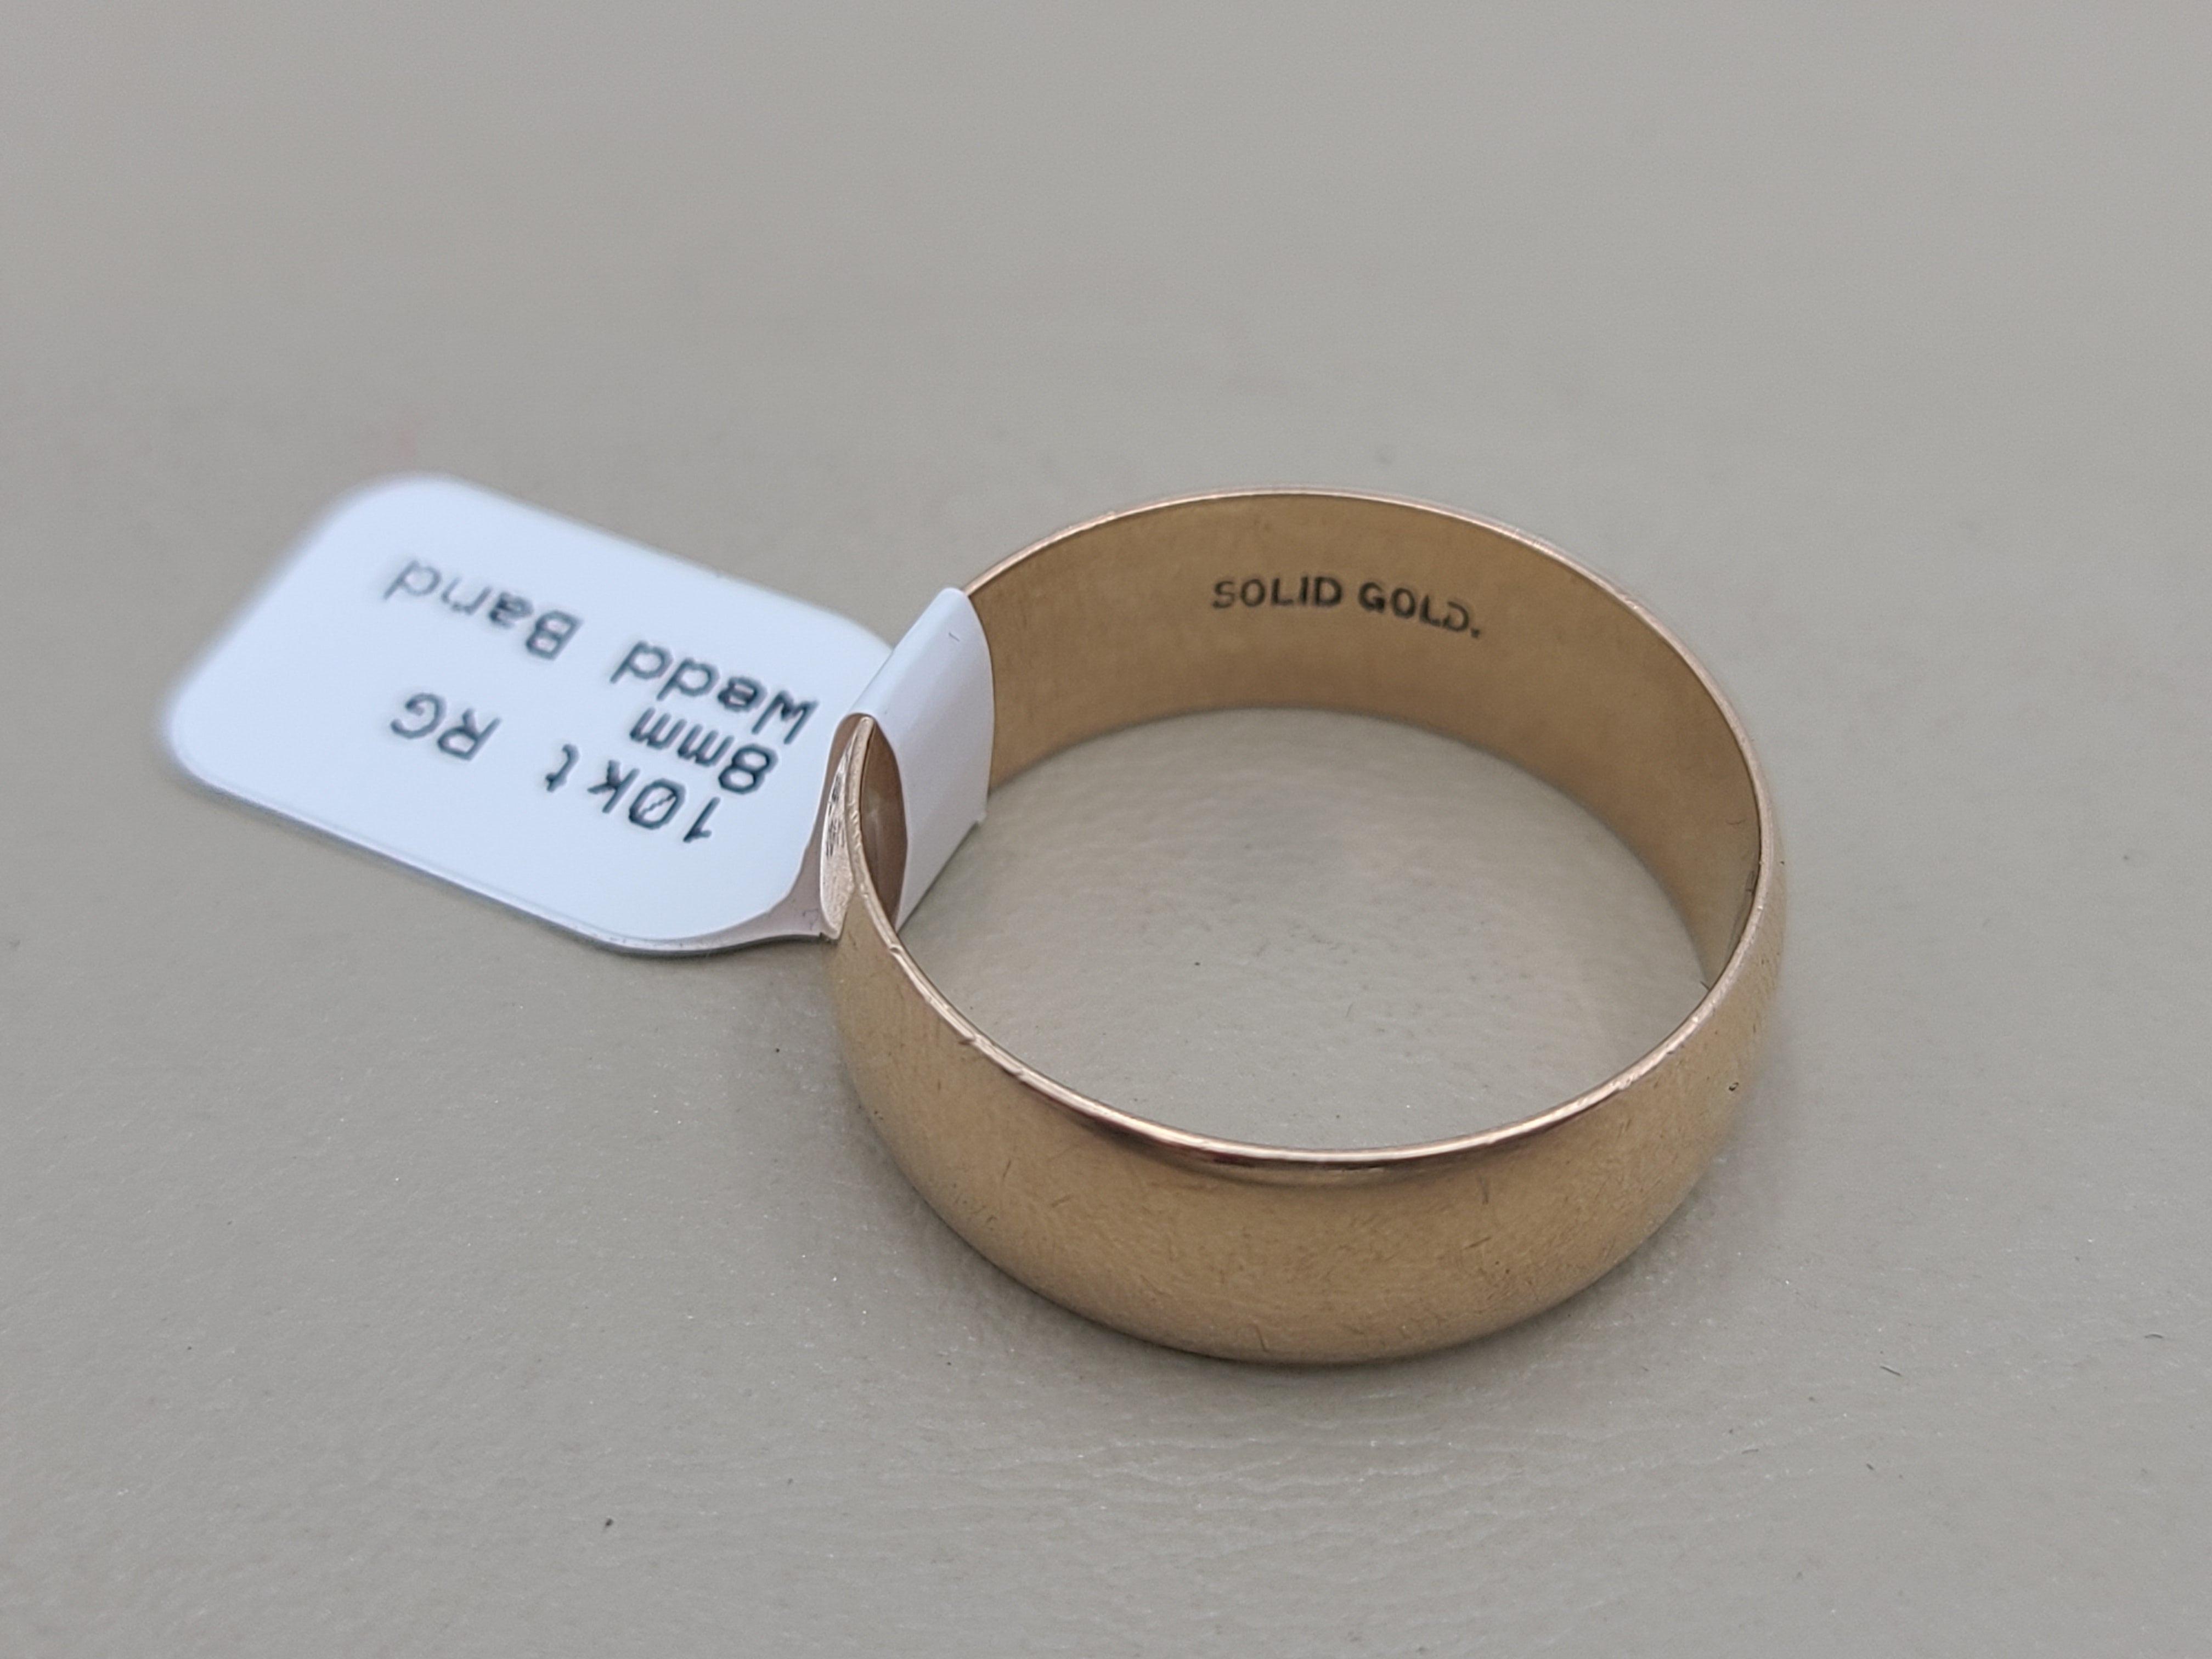 10kt RG
8mm
Wedd Band
SOLID GOLD.